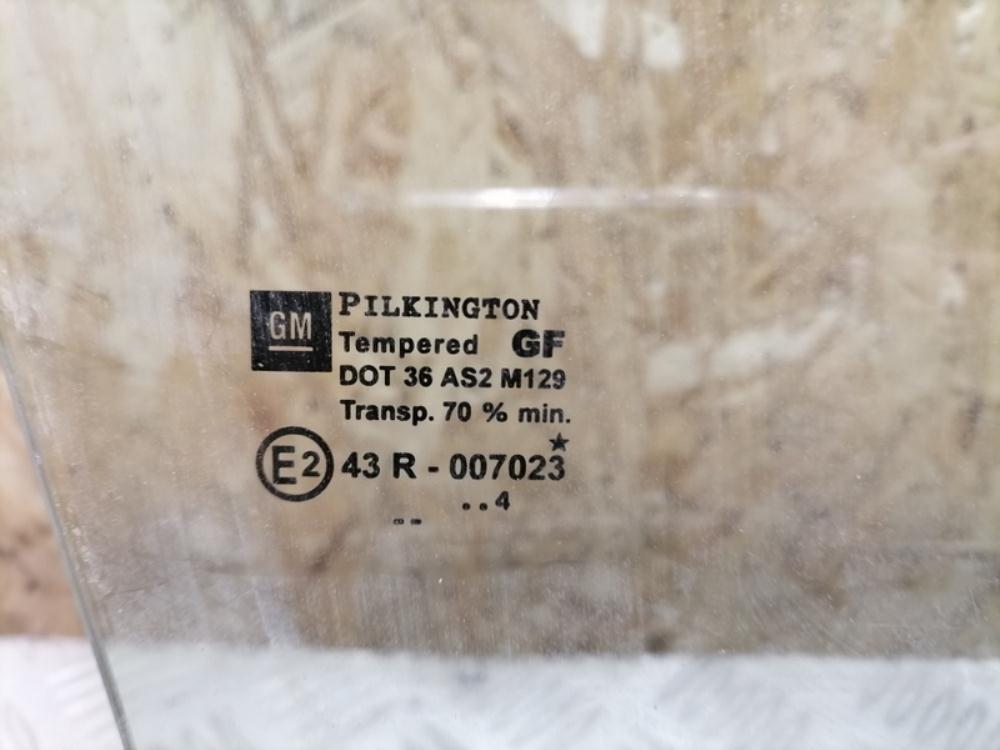 GM
PILKINGTON
Tempered GF
DOT 36 AS2 M129
Transp. 70 % min.
E2 43 R - 007023
..4